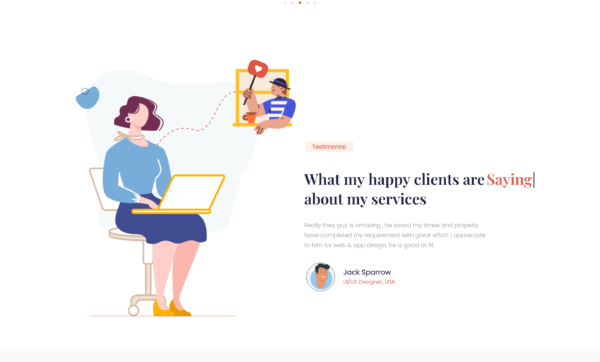 Testimonial
What my happy clients are Saying
about my services
Really they guy is amazing...he saved my times and properly
have completed my requirement with great effort. I appreciate
to him for web & app design, he is good at fit.
Jack Sparrow
UI/UX Designer, USA